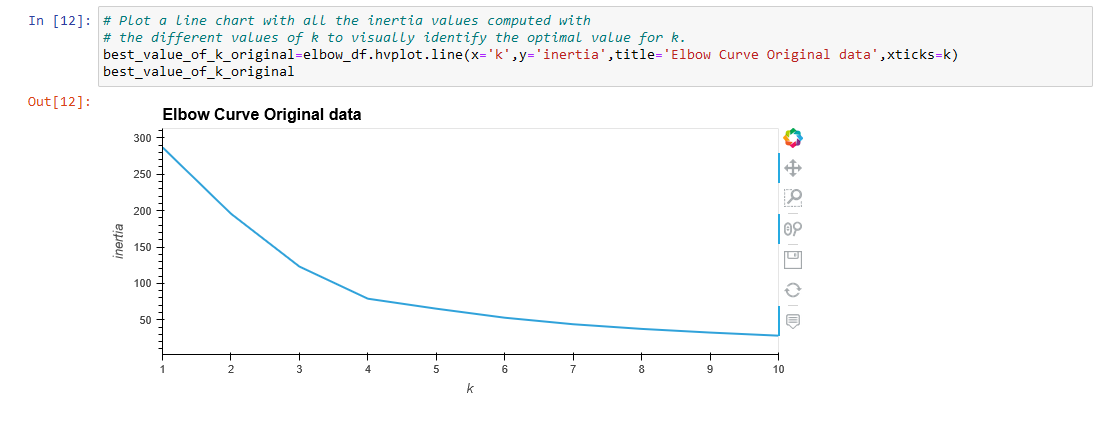 In [12]: # Plot a line chart with all the inertia values computed with
# the different values of k to visually identify the optimal value for k.
best_value_of_k_original=elbow_df.hvplot.line(x='k',y='inertia',title='Elbow Curve Original data',xticks=k)
best_value_of_k_original
Out[12]:
Elbow Curve Original data
300
250
200
150
100
50
inertia
1 2 3 4 5 6 7 8 9 10
k